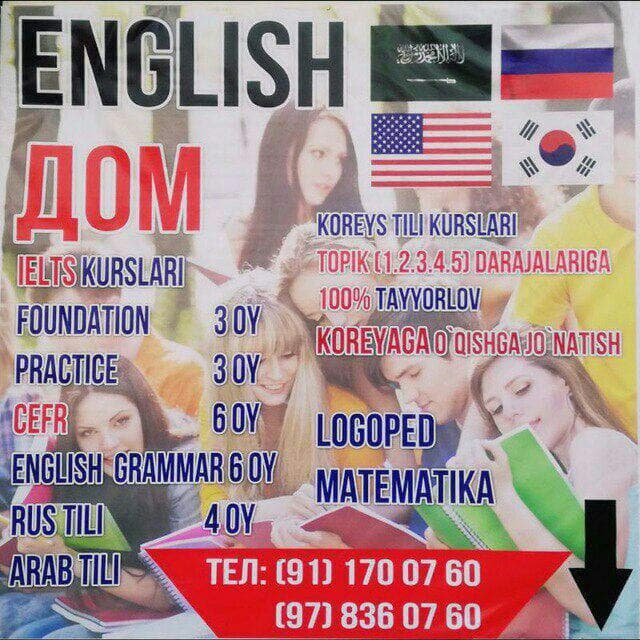 ENGLISH
ДОМ
IELTS KURSLARI
FOUNDATION 3 OY
PRACTICE 3 OY
CEFR 6 OY
ENGLISH GRAMMAR 6 OY
RUS TILI 4 OY
ARAB TILI
KOREYS TILI KURSLARI
TOPIK (1.2.3.4.5) DARAJALARIGA
100% TAYYORLOV
KOREYAGA O`QISHGA JO`NATISH
LOGOPED
MATEMATIKA
ТЕЛ: (91) 170 07 60
(97) 836 07 60